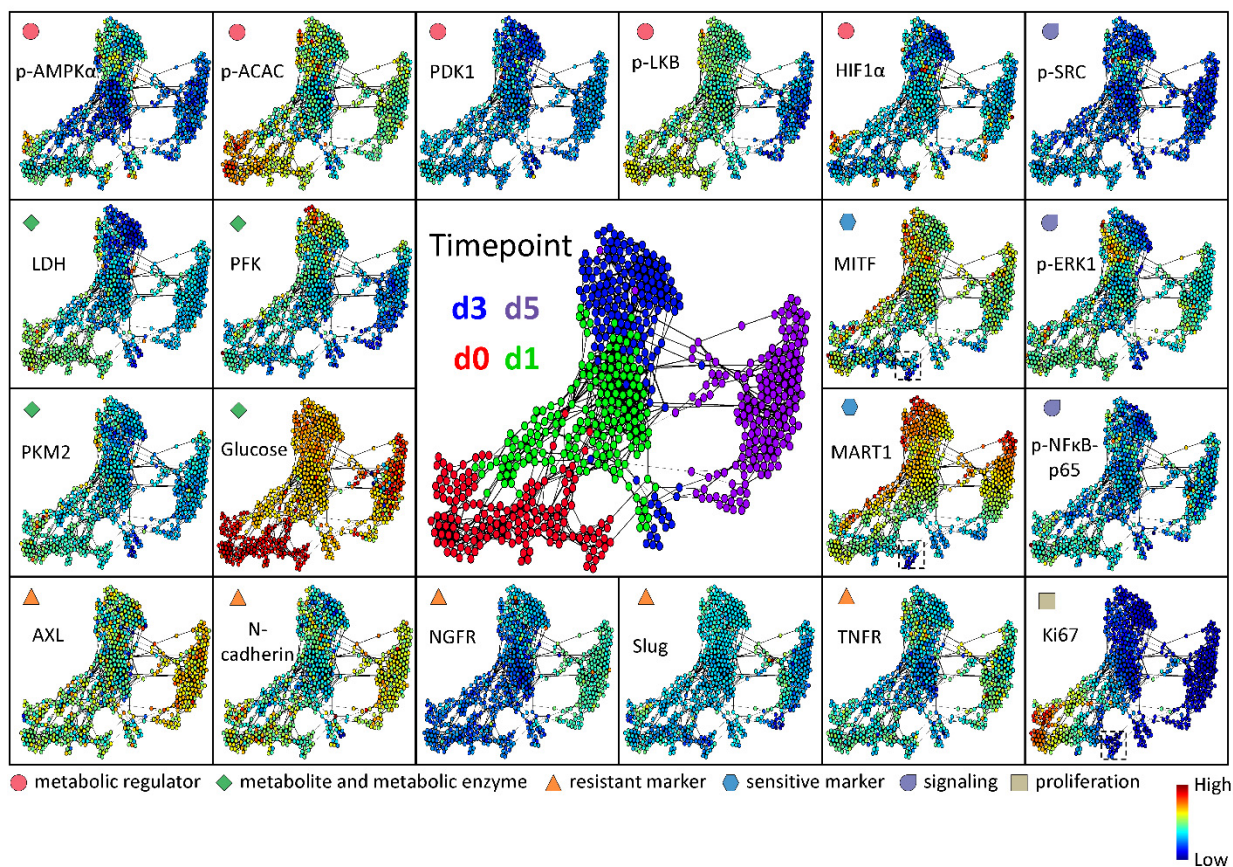 p-AMPKα
p-ACAC
PDK1
p-LKB
HIF1α
p-SRC
LDH
PFK
Timepoint
d3 d5
d0 d1
MITF
p-ERK1
PKM2
Glucose
MART1
p-NFκB-
p65
AXL
N-
cadherin
NGFR
Slug
TNFR
Ki67
metabolic regulator
metabolite and metabolic enzyme
resistant marker
sensitive marker
signaling
proliferation
High
Low